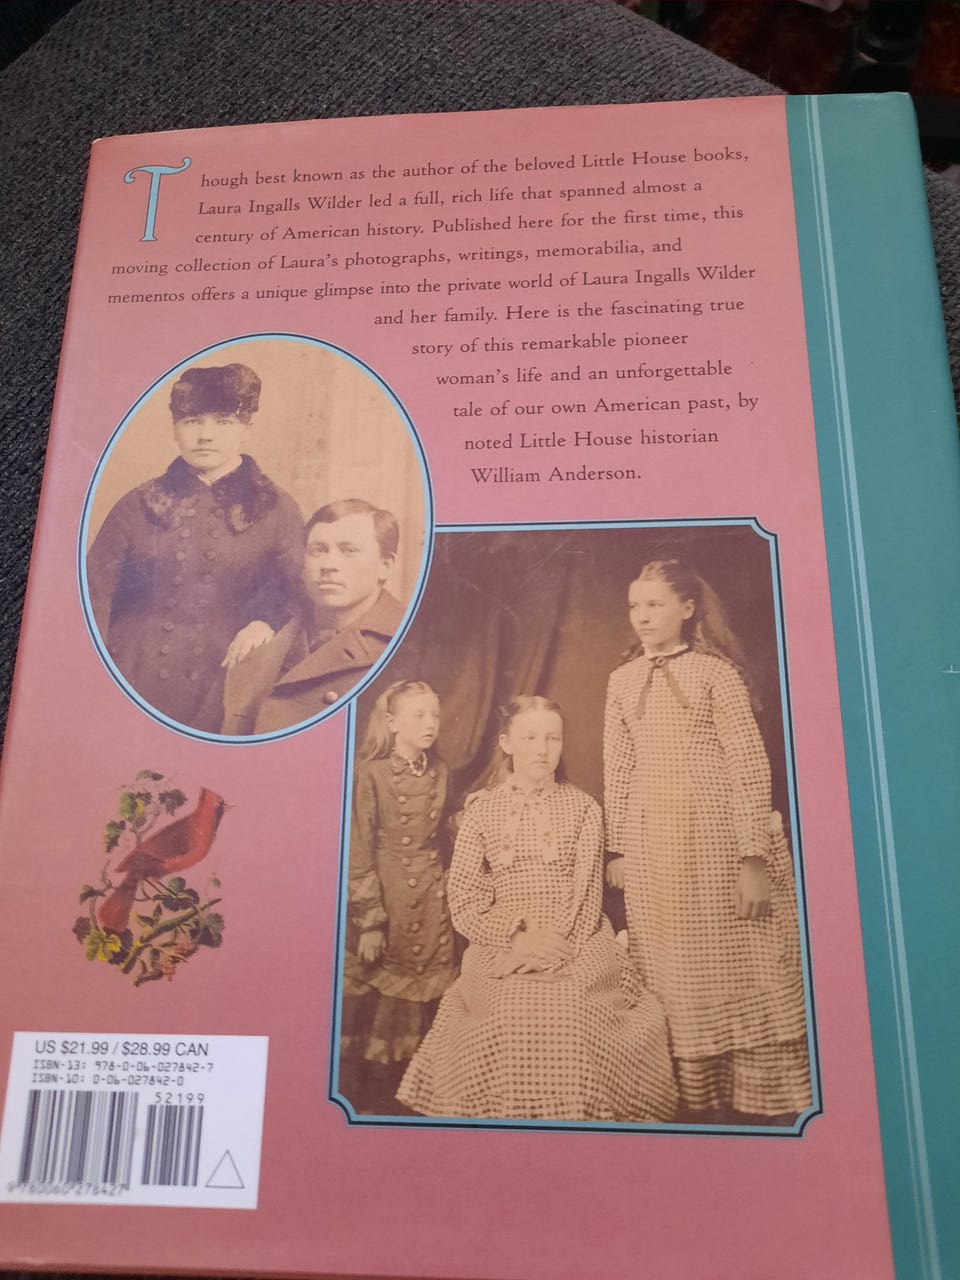 Though best known as the author of the beloved Little House books,
Laura Ingalls Wilder led a full, rich life that spanned almost a
century of American history. Published here for the first time, this
moving collection of Laura's photographs, writings, memorabilia, and
mementos offers a unique glimpse into the private world of Laura Ingalls Wilder
and her family. Here is the fascinating true
story of this remarkable pioneer
woman's life and an unforgettable
tale of our own American past, by
noted Little House historian
William Anderson.
US $21.99 / $28.99 CAN
ISBN-13: 978-0-06-027842-7
ISBN-10: 0-06-027842-0
52199
9 780060 278427